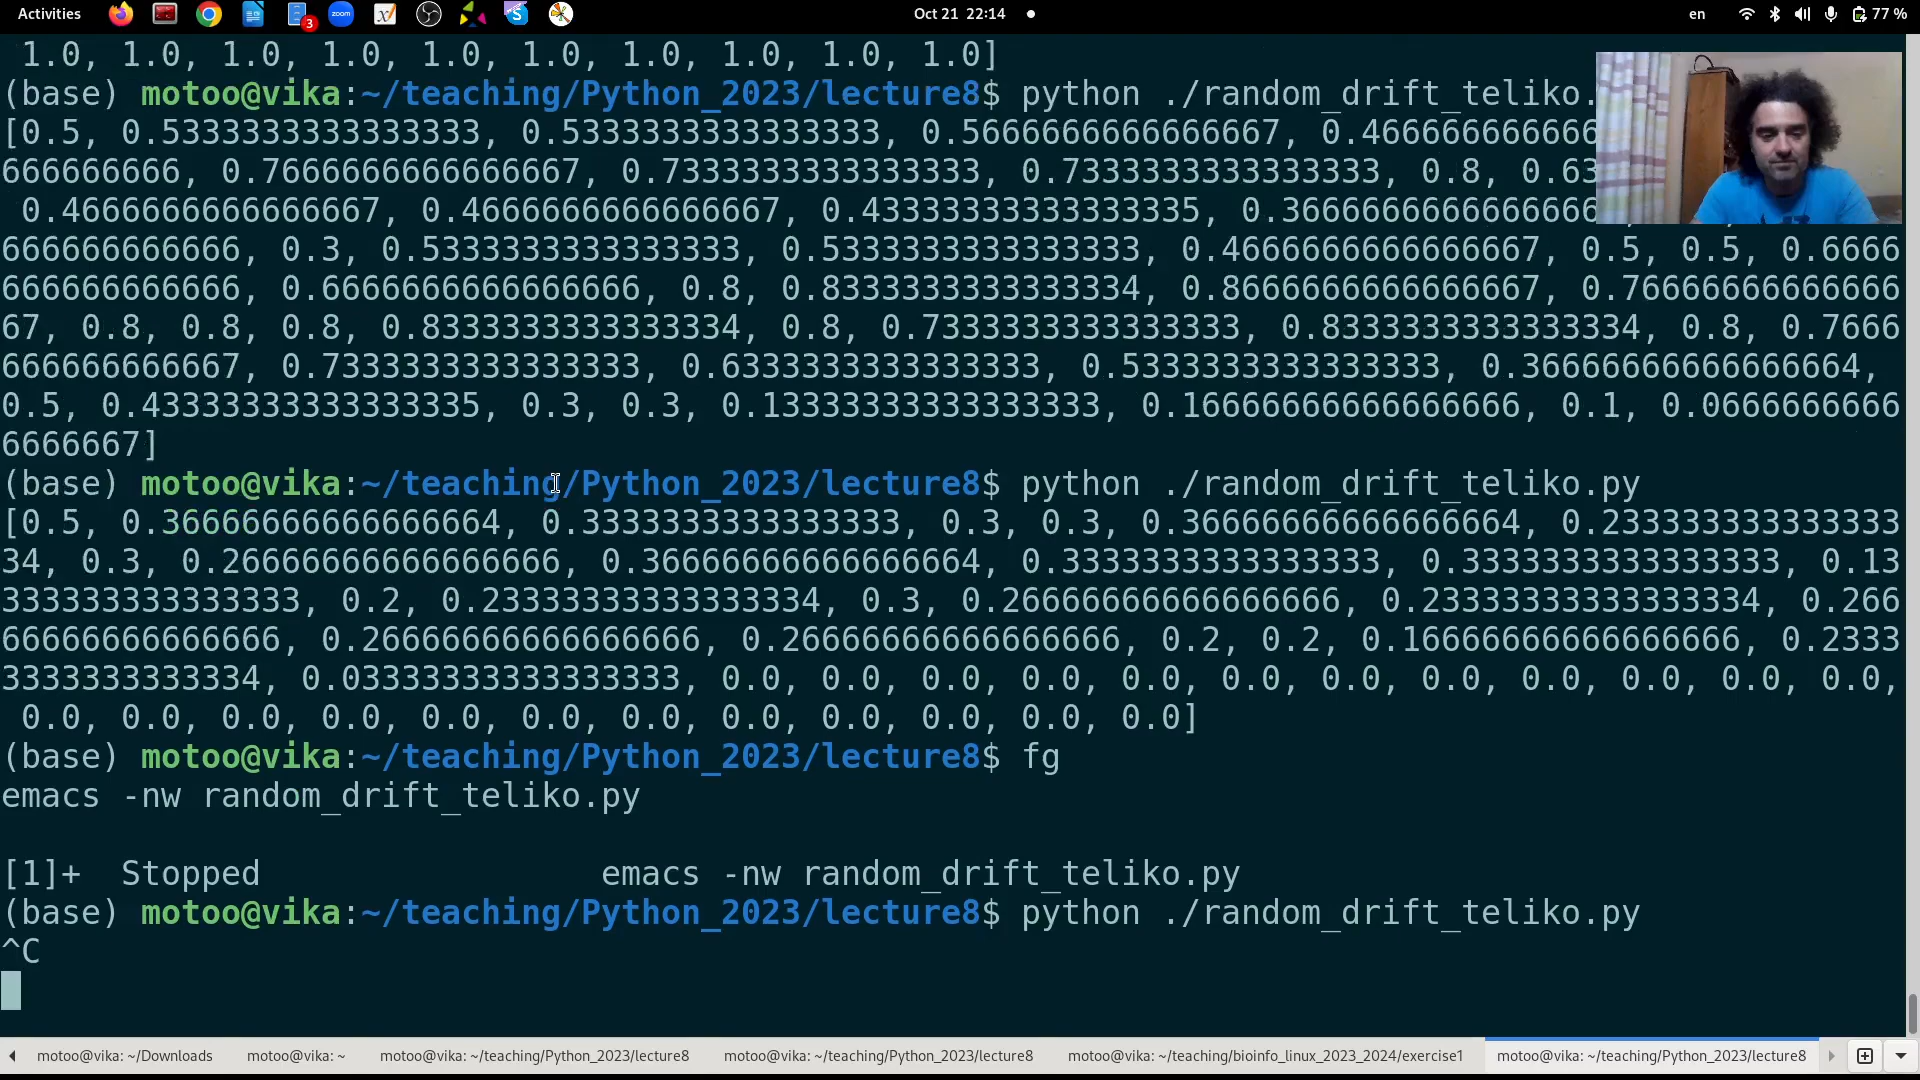 Activities
3
zoom
Oct 21 22:14
en
77 %
1.0, 1.0, 1.0, 1.0, 1.0, 1.0, 1.0, 1.0, 1.0, 1.0]
(base) motoo@vika:~/teaching/Python_2023/lecture8$ python ./random_drift_teliko.
[0.5, 0.5333333333333333, 0.5333333333333333, 0.5666666666666667, 0.46666666666666
666666666, 0.7666666666666667, 0.7333333333333333, 0.7333333333333333, 0.8, 0.63
0.4666666666666667, 0.4666666666666667, 0.43333333333333335, 0.3666666666666666
666666666666, 0.3, 0.5333333333333333, 0.5333333333333333, 0.4666666666666667, 0.5, 0.5, 0.6666
666666666666, 0.6666666666666666, 0.8, 0.8333333333333334, 0.8666666666666667, 0.76666666666666
67, 0.8, 0.8, 0.8, 0.8333333333333334, 0.8, 0.7333333333333333, 0.8333333333333334, 0.8, 0.7666
666666666667, 0.7333333333333333, 0.6333333333333333, 0.5333333333333333, 0.36666666666666664,
0.5, 0.43333333333333335, 0.3, 0.3, 0.13333333333333333, 0.16666666666666666, 0.1, 0.0666666666
6666667]
(base) motoo@vika:~/teaching/Python_2023/lecture8$ python ./random_drift_teliko.py
[0.5, 0.36666666666666664, 0.3333333333333333, 0.3, 0.3, 0.36666666666666664, 0.233333333333333
34, 0.3, 0.26666666666666666, 0.36666666666666664, 0.3333333333333333, 0.3333333333333333, 0.13
333333333333333, 0.2, 0.23333333333333334, 0.3, 0.26666666666666666, 0.23333333333333334, 0.266
66666666666666, 0.26666666666666666, 0.26666666666666666, 0.2, 0.2, 0.16666666666666666, 0.2333
3333333333334, 0.03333333333333333, 0.0, 0.0, 0.0, 0.0, 0.0, 0.0, 0.0, 0.0, 0.0, 0.0, 0.0, 0.0,
0.0, 0.0, 0.0, 0.0, 0.0, 0.0, 0.0, 0.0, 0.0, 0.0, 0.0, 0.0]
(base) motoo@vika:~/teaching/Python_2023/lecture8$ fg
emacs -nw random_drift_teliko.py
[1]+  Stopped                 emacs -nw random_drift_teliko.py
(base) motoo@vika:~/teaching/Python_2023/lecture8$ python ./random_drift_teliko.py
^C
motoo@vika: ~/Downloads
motoo@vika: ~
motoo@vika: ~/teaching/Python_2023/lecture8
motoo@vika: ~/teaching/Python_2023/lecture8
motoo@vika: ~/teaching/bioinfo_linux_2023_2024/exercise1
motoo@vika: ~/teaching/Python_2023/lecture8